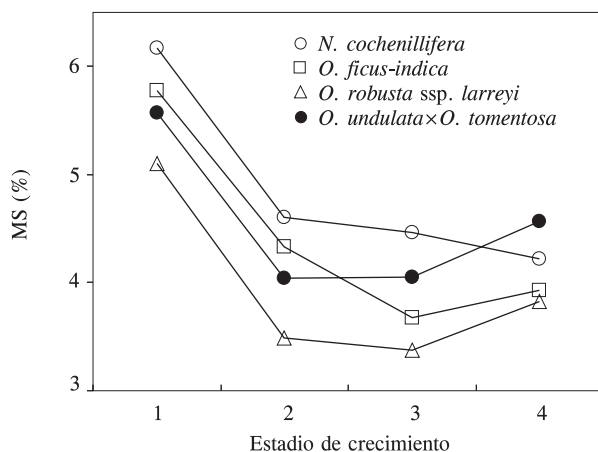 N. cochenillifera
O. ficus-indica
O. robusta ssp. larreyi
O. undulata×O. tomentosa
MS (%)
6
5
4
3
1 2 3 4
Estadio de crecimiento